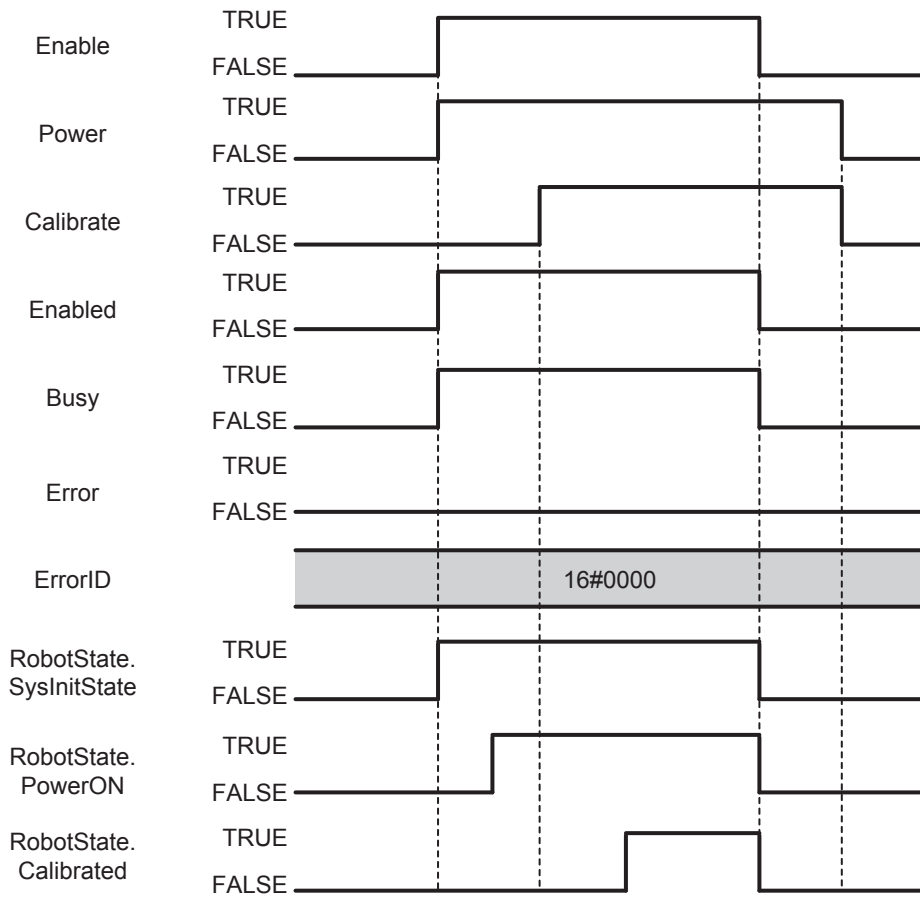 TRUE
Enable
FALSE
TRUE
Power
FALSE
TRUE
Calibrate
FALSE
TRUE
Enabled
FALSE
TRUE
Busy
FALSE
TRUE
Error
FALSE
ErrorID
16#0000
TRUE
RobotState.
SysInitState
FALSE
TRUE
RobotState.
PowerON
FALSE
TRUE
RobotState.
Calibrated
FALSE